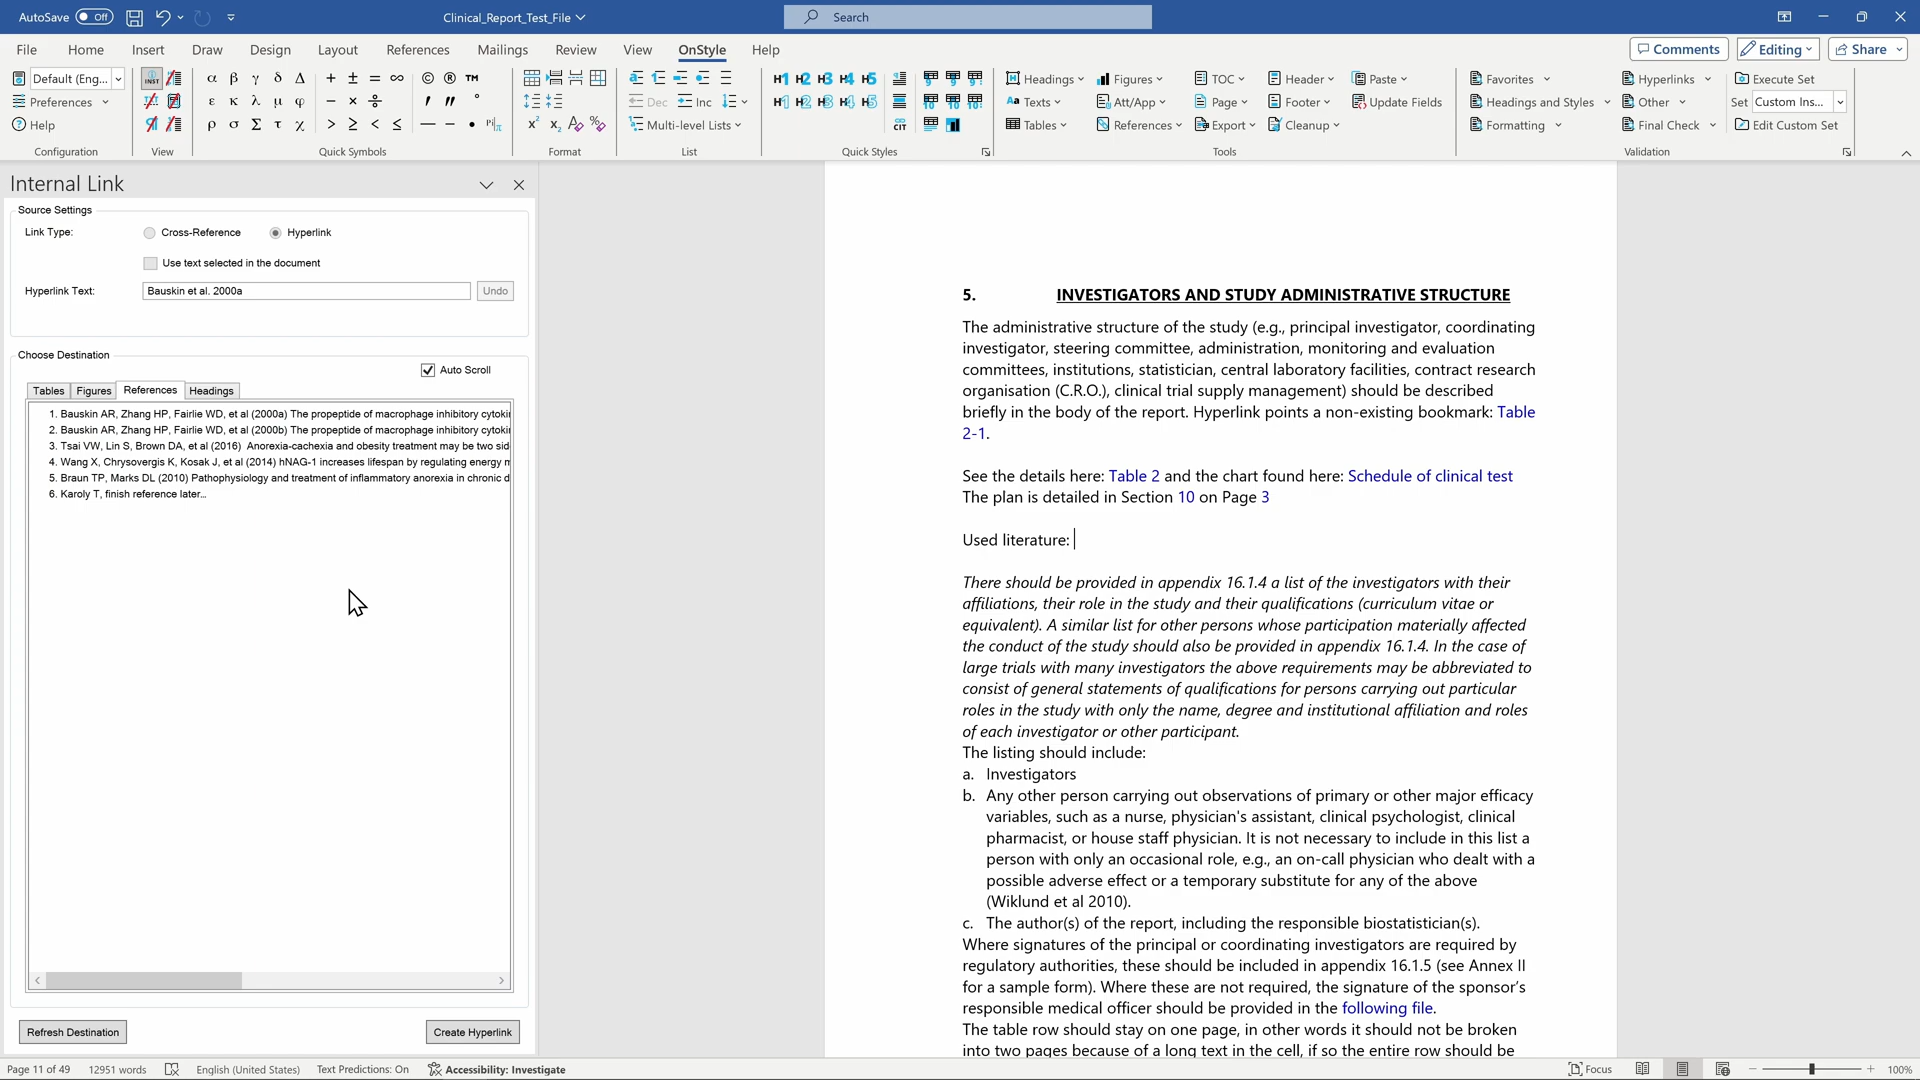 AutoSave Off Clinical_Report_Test_File Search
File Home Insert Draw Design Layout References Mailings Review View OnStyle Help Comments Editing Share
Default (Eng... INST α β γ δ Δ + ± = ∞ © ® ™ H1 H2 H3 H4 H5 Headings Figures TOC Header Paste Favorites Hyperlinks Execute Set
Preferences ε κ λ μ φ − × ÷ ′ ″ ° Dec Inc H1 H2 H3 H4 H5 Texts Att/App Page Footer Update Fields Headings and Styles Other Set Custom Ins...
Help ρ σ Σ τ χ > ≥ < ≤ — – • x² x₂ Multi-level Lists CIT Tables References Export Cleanup Formatting Final Check Edit Custom Set
Configuration View Quick Symbols Format List Quick Styles Tools Validation
Internal Link
Source Settings
Link Type: Cross-Reference Hyperlink
Use text selected in the document
Hyperlink Text: Bauskin et al. 2000a Undo
Choose Destination
Auto Scroll
Tables Figures References Headings
1. Bauskin AR, Zhang HP, Fairlie WD, et al (2000a) The propeptide of macrophage inhibitory cytoki
2. Bauskin AR, Zhang HP, Fairlie WD, et al (2000b) The propeptide of macrophage inhibitory cytoki
3. Tsai VW, Lin S, Brown DA, et al (2016) Anorexia-cachexia and obesity treatment may be two sid
4. Wang X, Chrysovergis K, Kosak J, et al (2014) hNAG-1 increases lifespan by regulating energy m
5. Braun TP, Marks DL (2010) Pathophysiology and treatment of inflammatory anorexia in chronic d
6. Karoly T, finish reference later...
Refresh Destination Create Hyperlink
5. INVESTIGATORS AND STUDY ADMINISTRATIVE STRUCTURE
The administrative structure of the study (e.g., principal investigator, coordinating
investigator, steering committee, administration, monitoring and evaluation
committees, institutions, statistician, central laboratory facilities, contract research
organisation (C.R.O.), clinical trial supply management) should be described
briefly in the body of the report. Hyperlink points a non-existing bookmark: Table
2-1.
See the details here: Table 2 and the chart found here: Schedule of clinical test
The plan is detailed in Section 10 on Page 3
Used literature:
There should be provided in appendix 16.1.4 a list of the investigators with their
affiliations, their role in the study and their qualifications (curriculum vitae or
equivalent). A similar list for other persons whose participation materially affected
the conduct of the study should also be provided in appendix 16.1.4. In the case of
large trials with many investigators the above requirements may be abbreviated to
consist of general statements of qualifications for persons carrying out particular
roles in the study with only the name, degree and institutional affiliation and roles
of each investigator or other participant.
The listing should include:
a. Investigators
b. Any other person carrying out observations of primary or other major efficacy
variables, such as a nurse, physician's assistant, clinical psychologist, clinical
pharmacist, or house staff physician. It is not necessary to include in this list a
person with only an occasional role, e.g., an on-call physician who dealt with a
possible adverse effect or a temporary substitute for any of the above
(Wiklund et al 2010).
c. The author(s) of the report, including the responsible biostatistician(s).
Where signatures of the principal or coordinating investigators are required by
regulatory authorities, these should be included in appendix 16.1.5 (see Annex II
for a sample form). Where these are not required, the signature of the sponsor's
responsible medical officer should be provided in the following file.
The table row should stay on one page, in other words it should not be broken
into two pages because of a long text in the cell, if so the entire row should be
Page 11 of 49 12951 words English (United States) Text Predictions: On Accessibility: Investigate Focus 100%